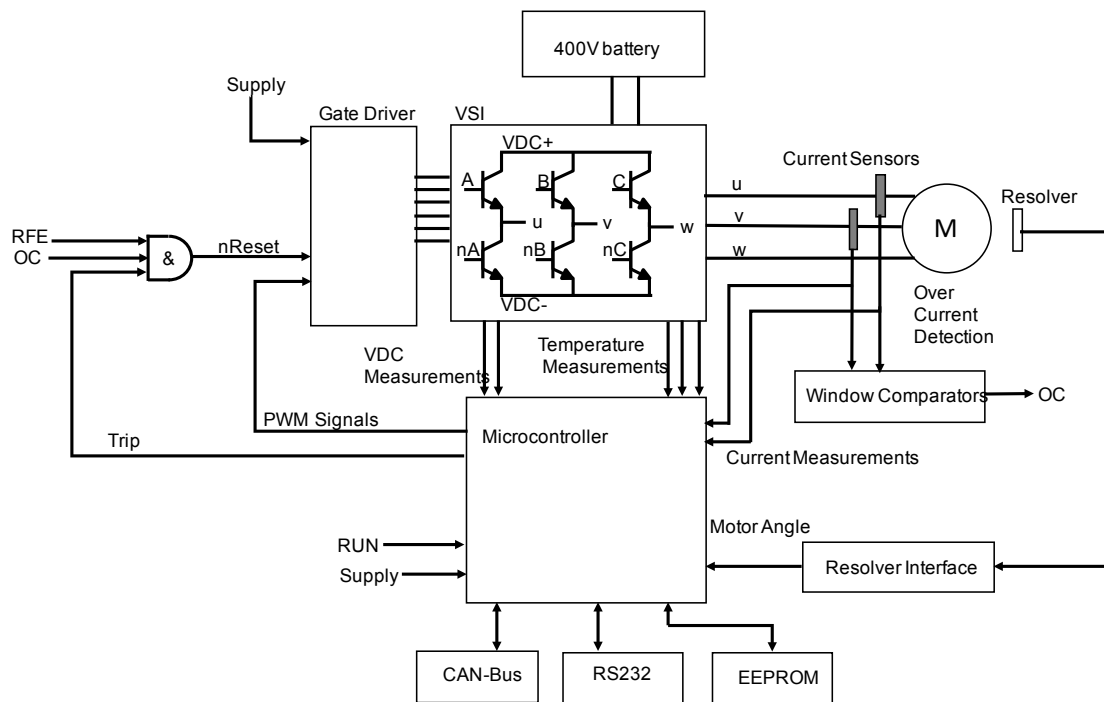 400V battery
Supply
Gate Driver
VSI
VDC+
Current Sensors
A
B
C
u
Resolver
u
v
w
v
M
RFE
OC
nReset
&
nA
nB
nC
w
VDC-
Over
Current
Detection
VDC
Measurements
Temperature
Measurements
Window Comparators
OC
PWM Signals
Microcontroller
Trip
Current Measurements
Motor Angle
RUN
Supply
Resolver Interface
CAN-Bus
RS232
EEPROM